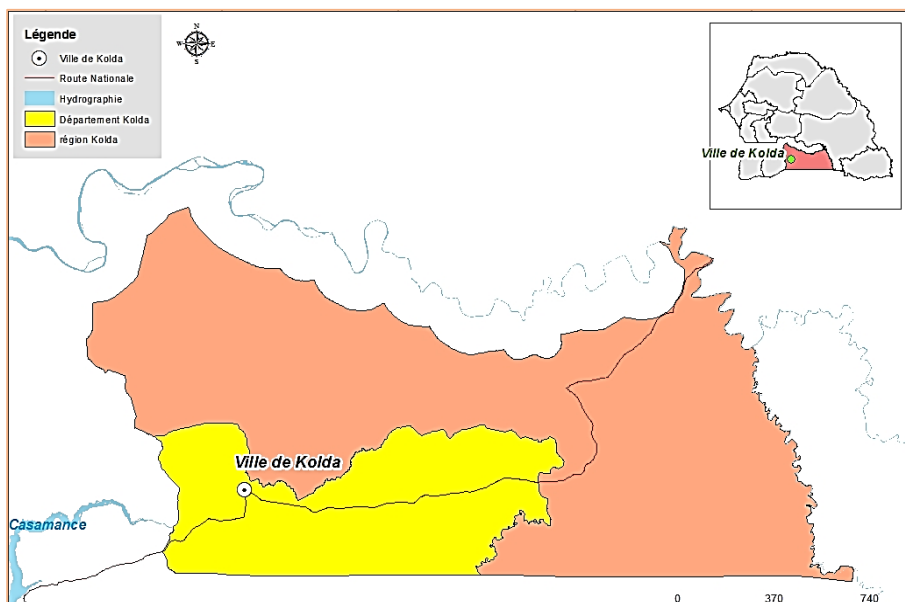 Légende
Ville de Kolda
Route Nationale
Hydrographie
Département Kolda
région Kolda
N
W E
S
Ville de Kolda
Ville de Kolda
Casamance
0 370 740